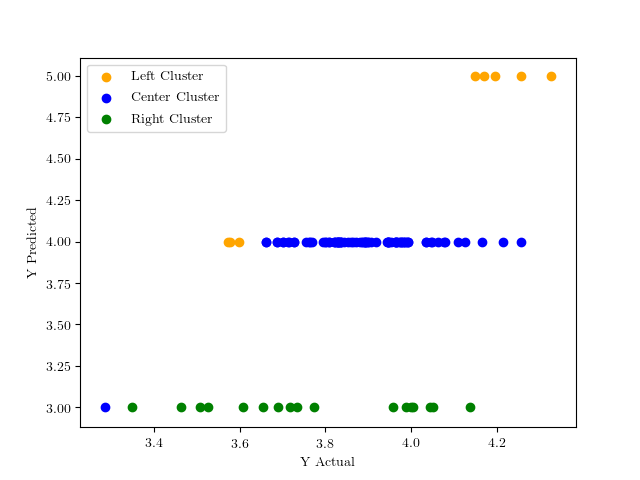 Left Cluster
Center Cluster
Right Cluster
5.00
4.75
4.50
4.25
4.00
3.75
3.50
3.25
3.00
Y Predicted
3.4
3.6
3.8
4.0
4.2
Y Actual